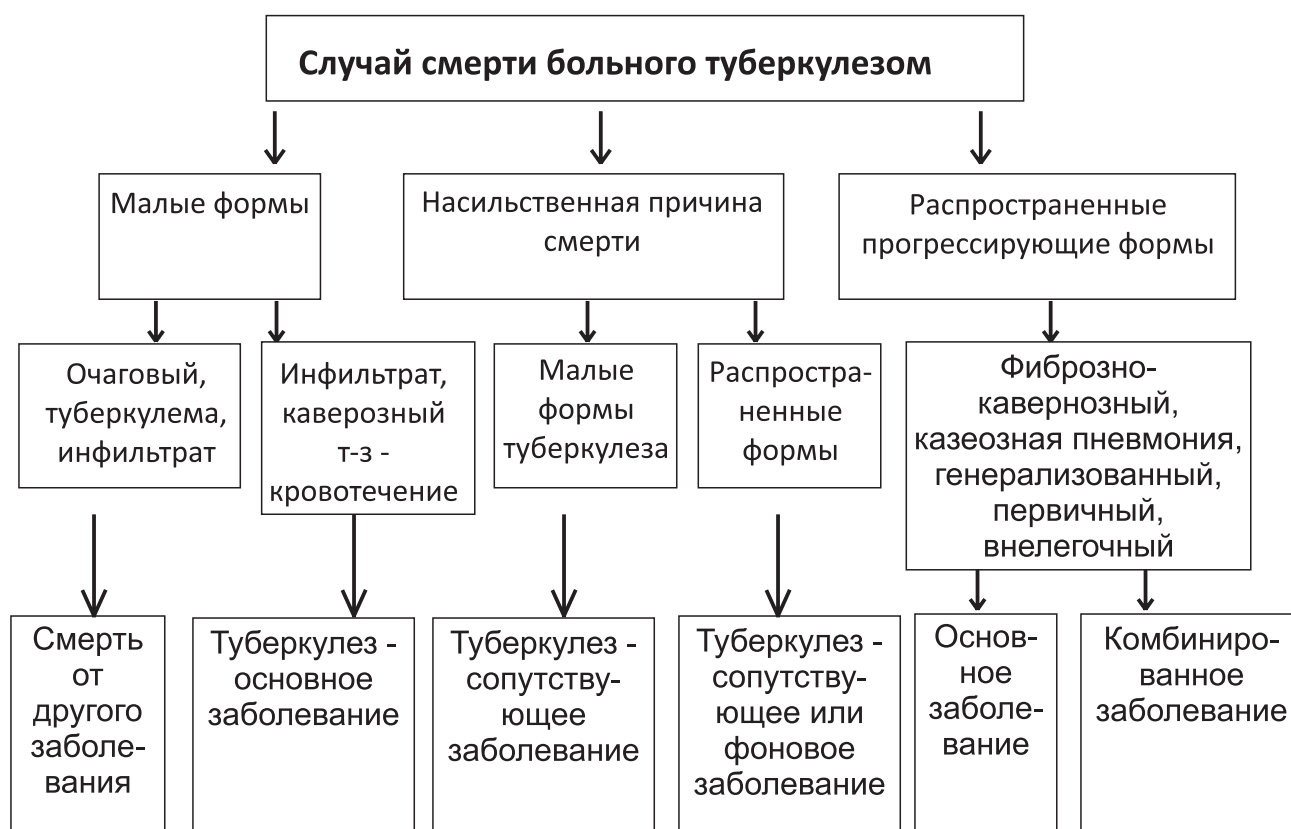 Случай смерти больного туберкулезом
Малые формы
Насильственная причина
смерти
Распространенные
прогрессирующие формы
Очаговый,
туберкулема,
инфильтрат
Инфильтрат,
каверозный
т-з -
кровотечение
Малые
формы
туберкулеза
Распростра-
ненные
формы
Фиброзно-
кавернозный,
казеозная пневмония,
генерализованный,
первичный,
внелегочный
Смерть
от
другого
заболе-
вания
Туберкулез -
основное
заболевание
Туберкулез -
сопутству-
ющее
заболевание
Туберкулез -
сопутству-
ющее или
фоновое
заболевание
Основ-
ное
заболе-
вание
Комбиниро-
ванное
заболевание